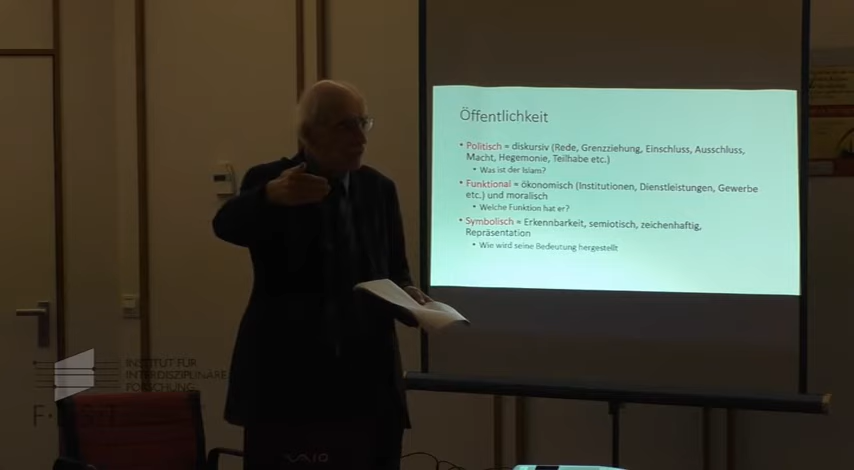 Öffentlichkeit
• Politisch = diskursiv (Rede, Grenzziehung, Einschluss, Ausschluss,
Macht, Hegemonie, Teilhabe etc.)
• Was ist der Islam?
• Funktional = ökonomisch (Institutionen, Dienstleistungen, Gewerbe
etc.) und moralisch
• Welche Funktion hat er?
• Symbolisch = Erkennbarkeit, semiotisch, zeichenhaftig,
Repräsentation
• Wie wird seine Bedeutung hergestellt
INSTITUT FÜR
INTERDISZIPLINÄRE
FORSCHUNG
VAIO